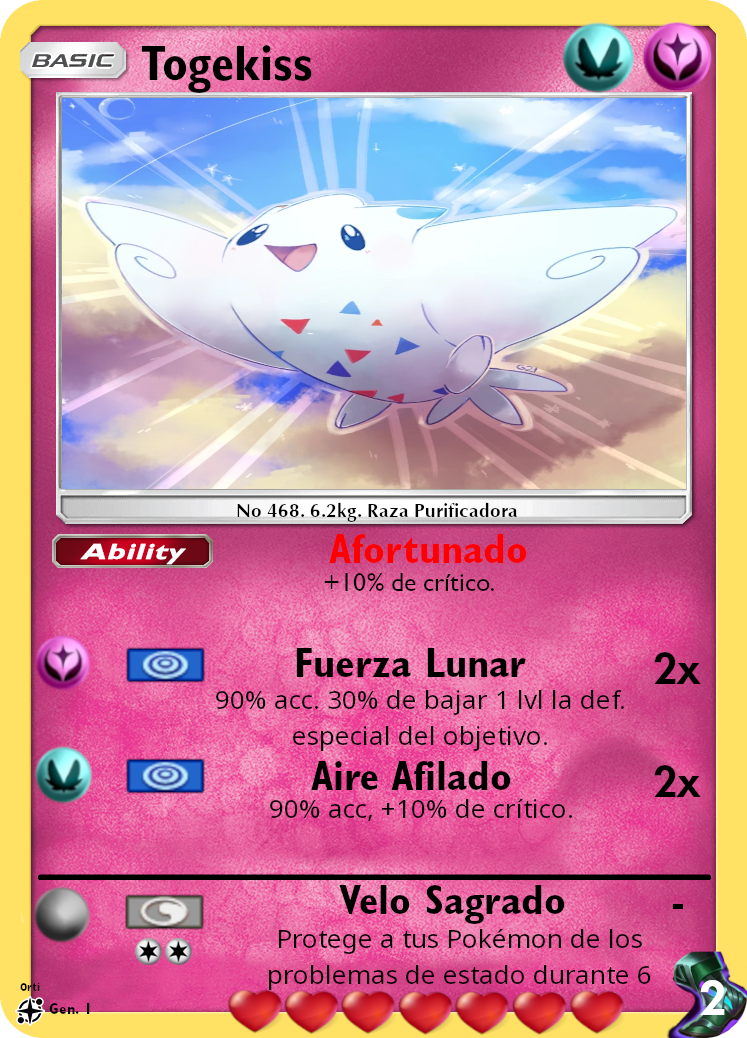 BASIC Togekiss
No 468. 6.2kg. Raza Purificadora
Ability Afortunado
+10% de crítico.
Fuerza Lunar 2x
90% acc. 30% de bajar 1 lvl la def.
especial del objetivo.
Aire Afilado 2x
90% acc, +10% de crítico.
Velo Sagrado -
Protege a tus Pokémon de los
problemas de estado durante 6
2
Orti
Gen. 1